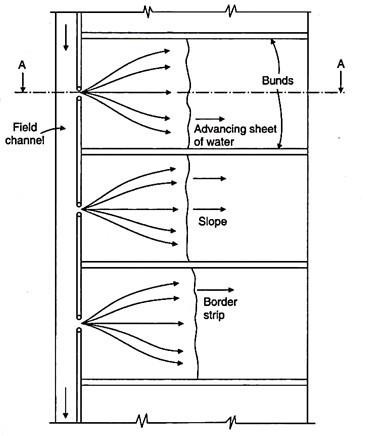 A
A
Bunds
Field
channel
Advancing sheet
of water
Slope
Border
strip